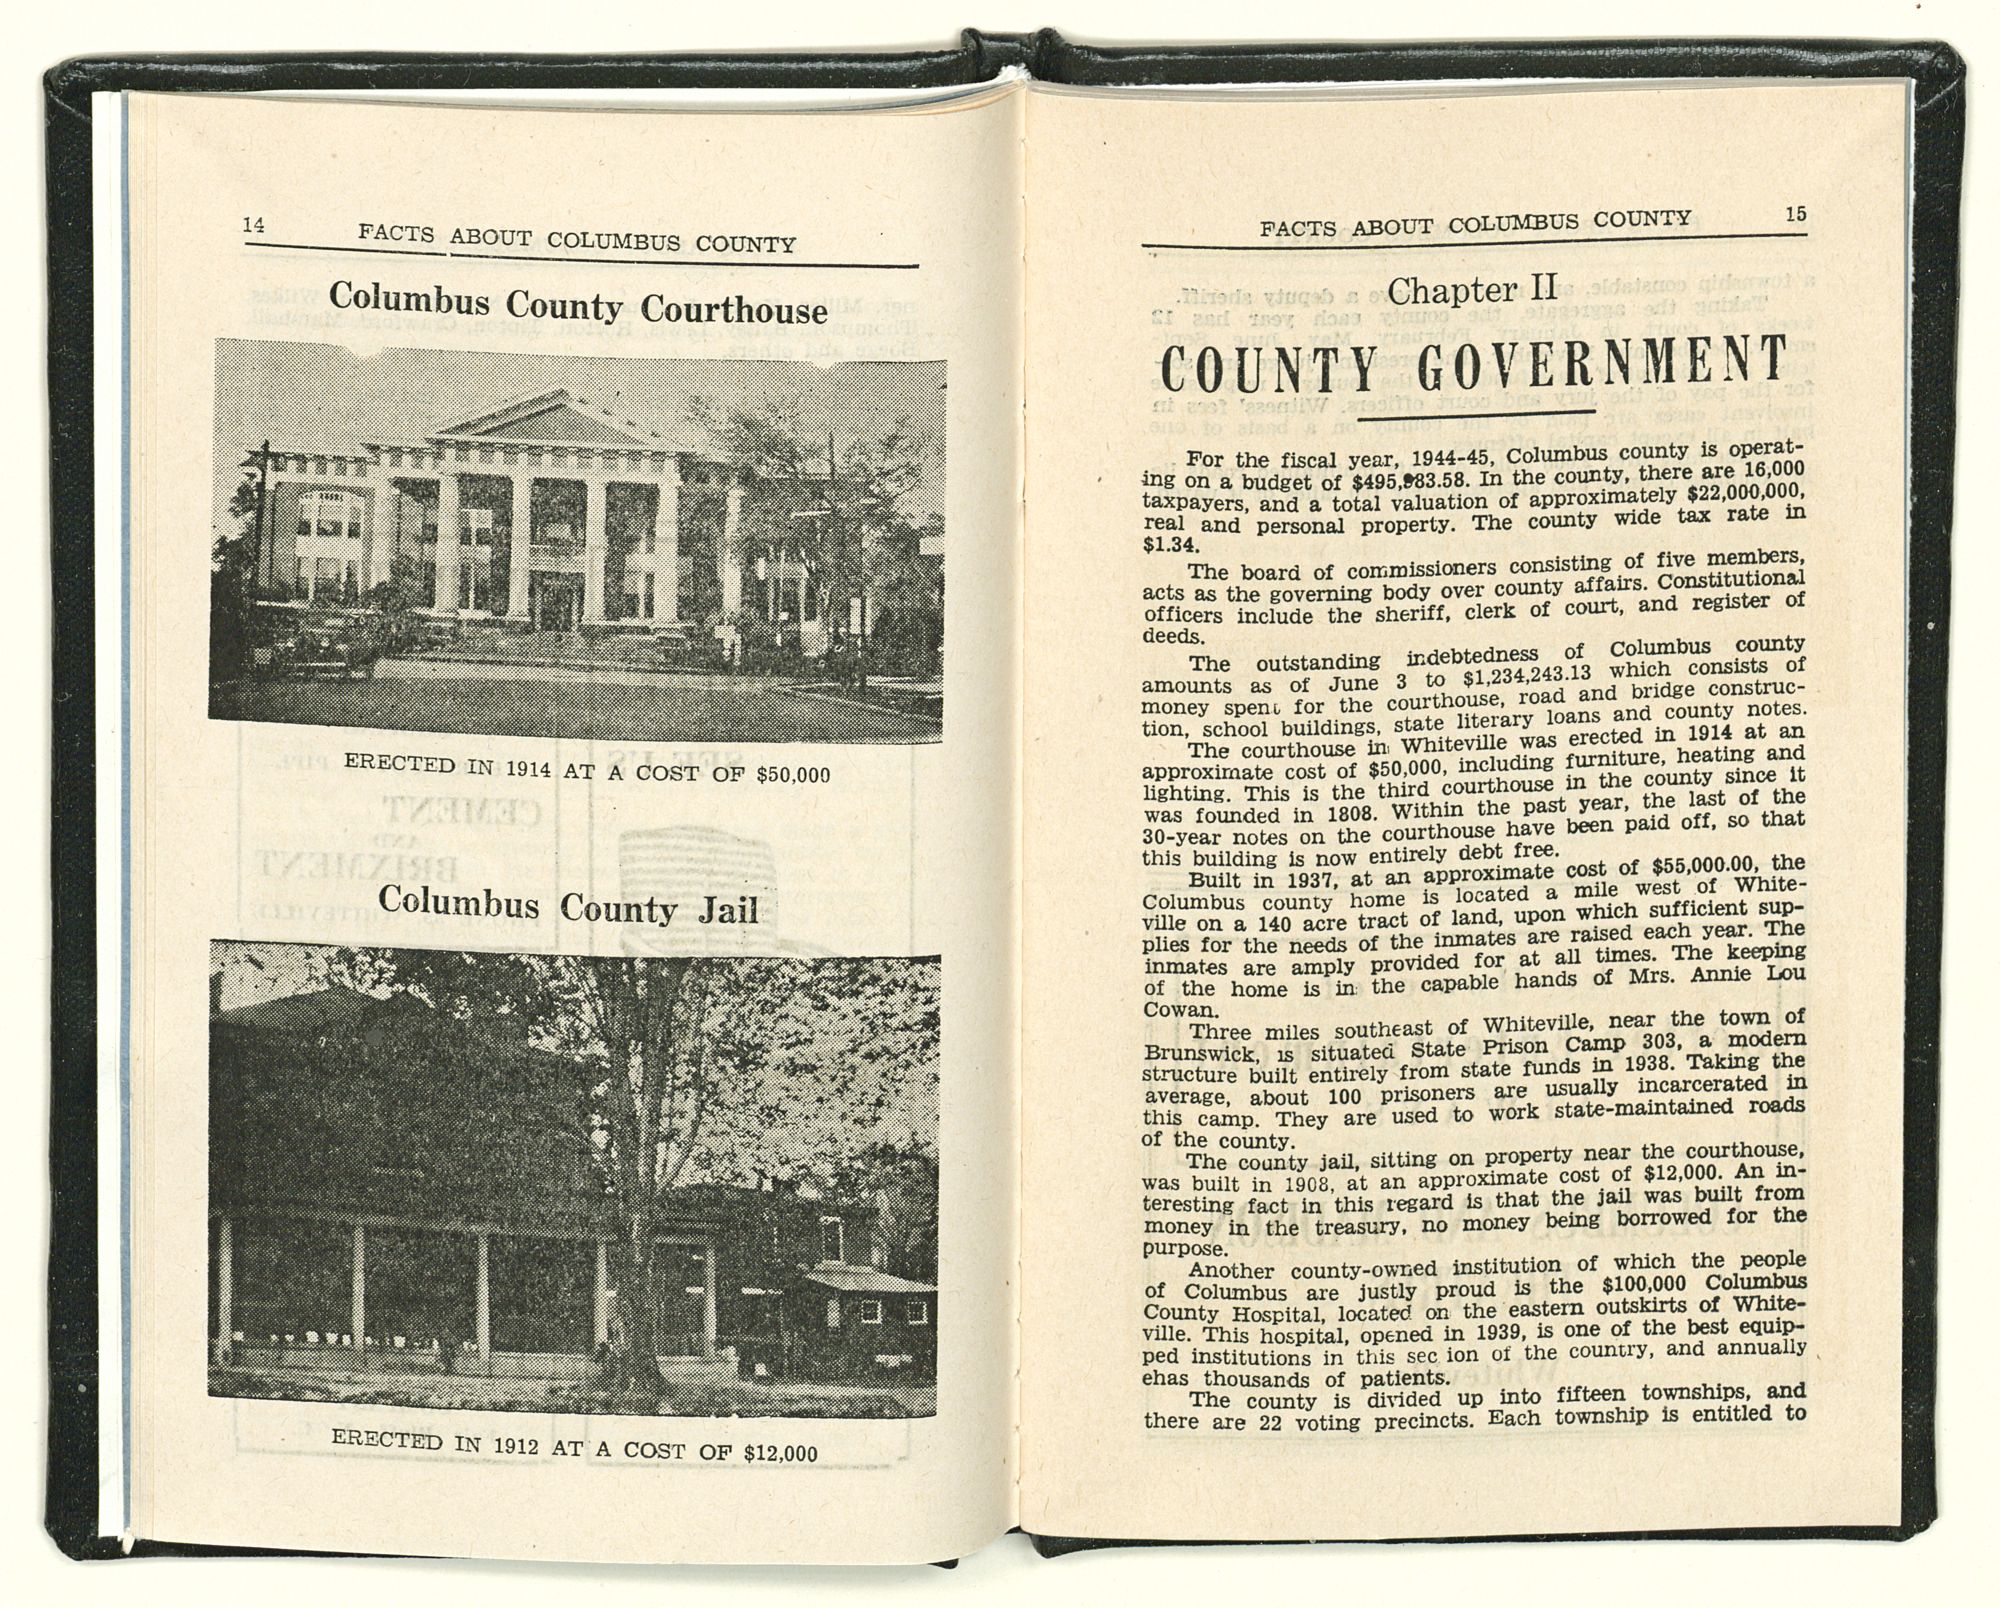 14
FACTS ABOUT COLUMBUS COUNTY
Columbus County Courthouse
ERECTED IN 1914 AT A COST OF $50,000
Columbus County Jail
ERECTED IN 1912 AT A COST OF $12,000
FACTS ABOUT COLUMBUS COUNTY
15
Chapter II
COUNTY GOVERNMENT
For the fiscal year, 1944-45, Columbus county is operat-
ing on a budget of $495,983.58. In the county, there are 16,000
taxpayers, and a total valuation of approximately $22,000,000,
real and personal property. The county wide tax rate in
$1.34.
The board of commissioners consisting of five members,
acts as the governing body over county affairs. Constitutional
officers include the sheriff, clerk of court, and register of
deeds.
The outstanding indebtedness of Columbus county
amounts as of June 3 to $1,234,243.13 which consists of
money spent for the courthouse, road and bridge construc-
tion, school buildings, state literary loans and county notes.
The courthouse in Whiteville was erected in 1914 at an
approximate cost of $50,000, including furniture, heating and
lighting. This is the third courthouse in the county since it
was founded in 1808. Within the past year, the last of the
30-year notes on the courthouse have been paid off, so that
this building is now entirely debt free.
Built in 1937, at an approximate cost of $55,000.00, the
Columbus county home is located a mile west of White-
ville on a 140 acre tract of land, upon which sufficient sup-
plies for the needs of the inmates are raised each year. The
inmates are amply provided for at all times. The keeping
of the home is in the capable hands of Mrs. Annie Lou
Cowan.
Three miles southeast of Whiteville, near the town of
Brunswick, is situated State Prison Camp 303, a modern
structure built entirely from state funds in 1938. Taking the
average, about 100 prisoners are usually incarcerated in
this camp. They are used to work state-maintained roads
of the county.
The county jail, sitting on property near the courthouse,
was built in 1908, at an approximate cost of $12,000. An in-
teresting fact in this regard is that the jail was built from
money in the treasury, no money being borrowed for the
purpose.
Another county-owned institution of which the people
of Columbus are justly proud is the $100,000 Columbus
County Hospital, located on the eastern outskirts of White-
ville. This hospital, opened in 1939, is one of the best equip-
ped institutions in this sec ion of the country, and annually
ehas thousands of patients.
The county is divided up into fifteen townships, and
there are 22 voting precincts. Each township is entitled to